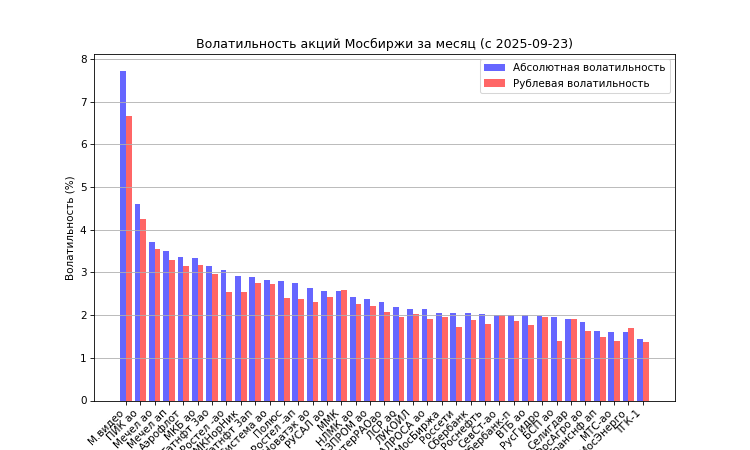 Волатильность акций Мосбиржи за месяц (с 2025-09-23)
Абсолютная волатильность
Рублевая волатильность
Волатильность (%)
8
7
6
5
4
3
2
1
0
М.видео
ПИК ао
Мечел ао
Мечел ап
Аэрофлот
МКБ ао
Татнфт 3ао
Ростел -ао
ГМКНорНик
Татнфт 3ап
Система ао
Полюс
Ростел -ап
Новатэк ао
РУСАЛ ао
ММК
НЛМК ао
ГАЗПРОМ ао
ИнтерРАОао
ЛСР ао
ЛУКОЙЛ
АЛРОСА ао
МосБиржа
Россети
Сбербанк
Роснефть
СевСт-ао
Сбербанк-п
ВТБ ао
РусГидро
БСП ао
Селигдар
РосАгро ао
Транснф ап
МТС-ао
МосЭнерго
ТГК-1